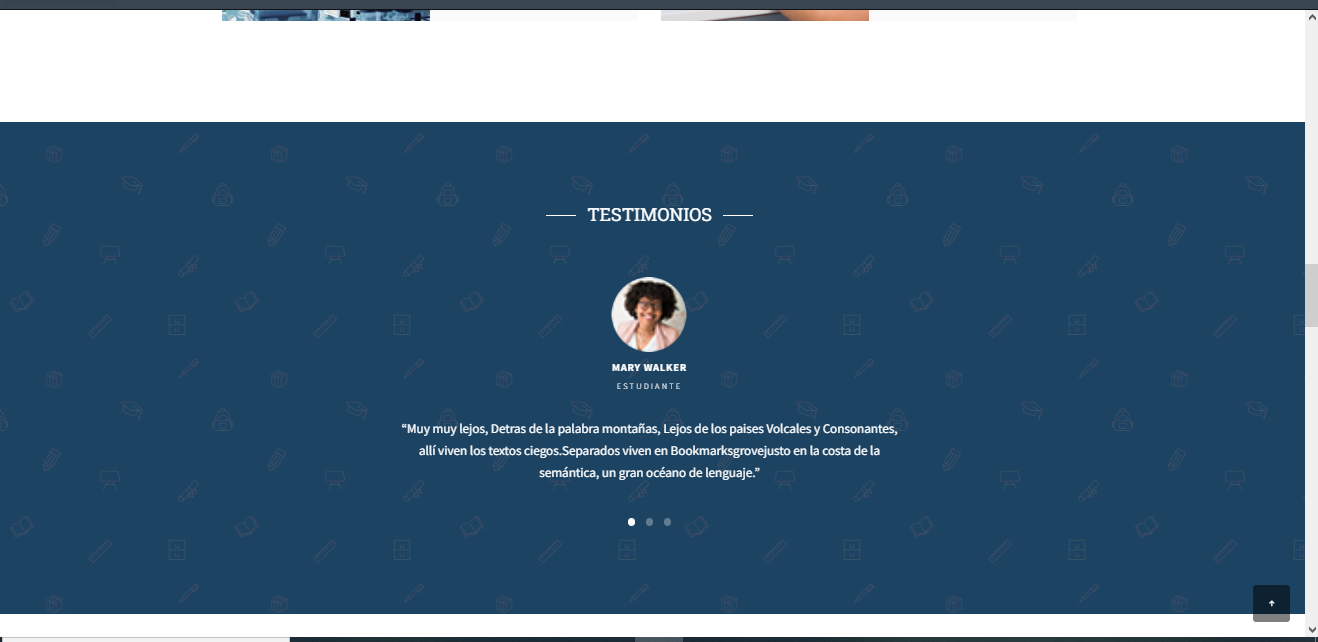 TESTIMONIOS
MARY WALKER
ESTUDIANTE
“Muy muy lejos, Detras de la palabra montañas, Lejos de los paises Volcales y Consonantes,
allí viven los textos ciegos.Separados viven en Bookmarksgrovejusto en la costa de la
semántica, un gran océano de lenguaje.”